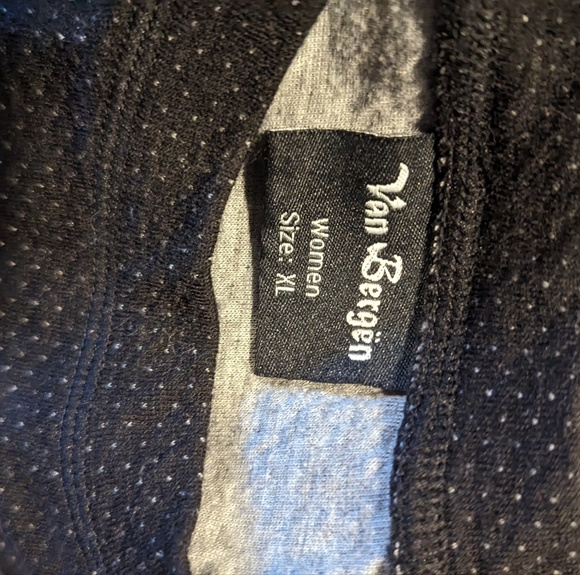 Van Bergën
Women
Size: XL